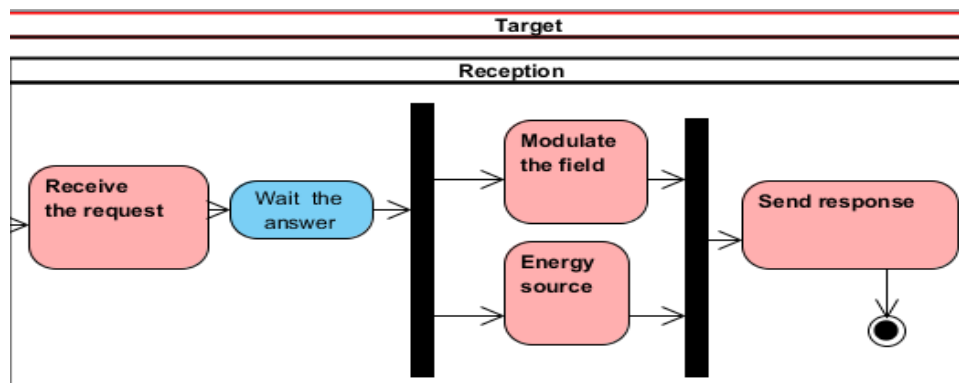 Target
Reception
Receive
the request
Wait the
answer
Modulate
the field
Energy
source
Send response